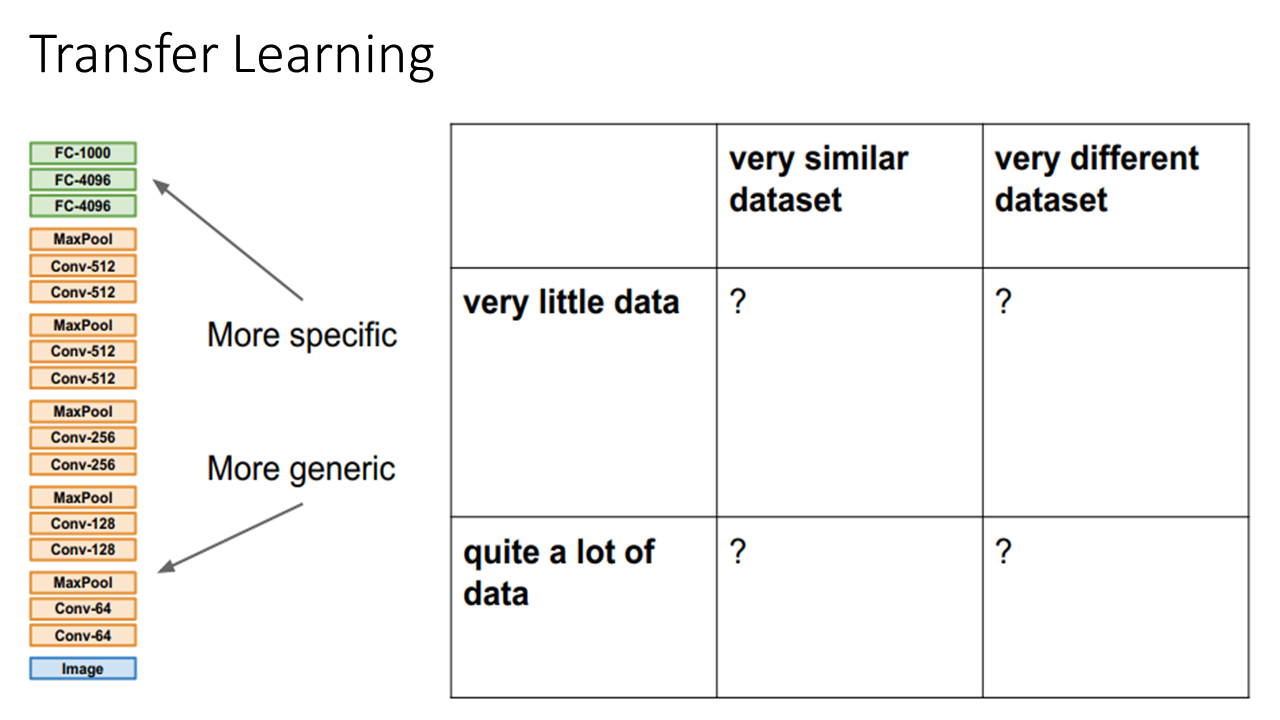 Transfer Learning
FC-1000
FC-4096
FC-4096
MaxPool
Conv-512
Conv-512
MaxPool
Conv-512
Conv-512
MaxPool
Conv-256
Conv-256
MaxPool
Conv-128
Conv-128
MaxPool
Conv-64
Conv-64
Image
More specific
More generic
very similar
dataset
very different
dataset
very little data
?
?
quite a lot of
data
?
?